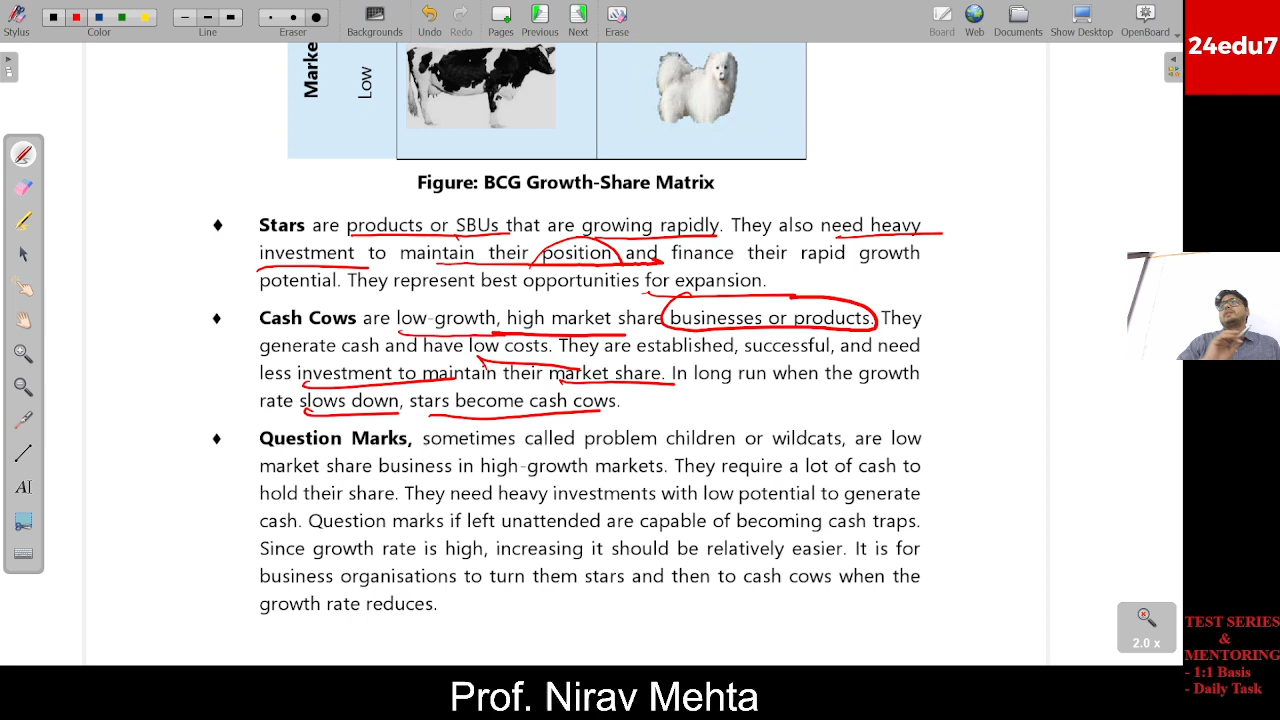 Stylus Color Line Eraser Backgrounds Undo Redo Pages Previous Next Erase Board Web Documents Show Desktop OpenBoard
24edu7
Marke
Low
Figure: BCG Growth-Share Matrix
♦ Stars are products or SBUs that are growing rapidly. They also need heavy
investment to maintain their position and finance their rapid growth
potential. They represent best opportunities for expansion.
♦ Cash Cows are low-growth, high market share businesses or products. They
generate cash and have low costs. They are established, successful, and need
less investment to maintain their market share. In long run when the growth
rate slows down, stars become cash cows.
♦ Question Marks, sometimes called problem children or wildcats, are low
market share business in high-growth markets. They require a lot of cash to
hold their share. They need heavy investments with low potential to generate
cash. Question marks if left unattended are capable of becoming cash traps.
Since growth rate is high, increasing it should be relatively easier. It is for
business organisations to turn them stars and then to cash cows when the
growth rate reduces.
AI
2.0 x
TEST SERIES
&
MENTORING
- 1:1 Basis
- Daily Task
Prof. Nirav Mehta